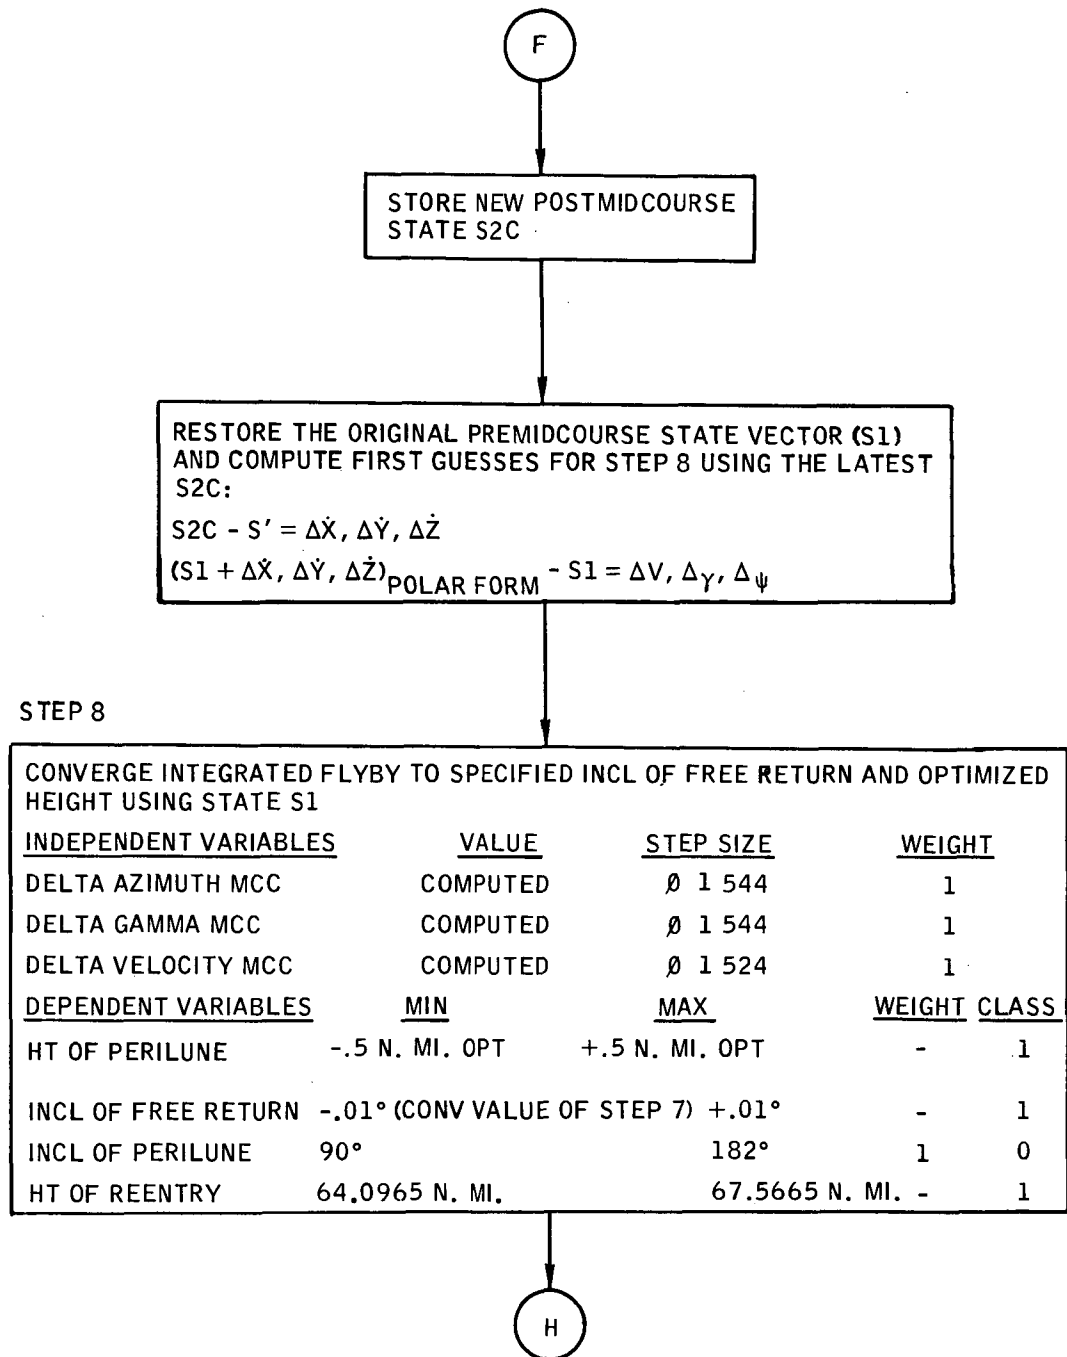 F
STORE NEW POSTMIDCOURSE
STATE S2C
RESTORE THE ORIGINAL PREMIDCOURSE STATE VECTOR (S1)
AND COMPUTE FIRST GUESSES FOR STEP 8 USING THE LATEST
S2C:
S2C - S′ = ΔẊ, ΔẎ, ΔŻ
(S1 + ΔẊ, ΔẎ, ΔŻ)POLAR FORM - S1 = ΔV, Δγ, Δψ
STEP 8
CONVERGE INTEGRATED FLYBY TO SPECIFIED INCL OF FREE RETURN AND OPTIMIZED
HEIGHT USING STATE S1
INDEPENDENT VARIABLES VALUE STEP SIZE WEIGHT
DELTA AZIMUTH MCC COMPUTED Ø 1 544 1
DELTA GAMMA MCC COMPUTED Ø 1 544 1
DELTA VELOCITY MCC COMPUTED Ø 1 524 1
DEPENDENT VARIABLES MIN MAX WEIGHT CLASS
HT OF PERILUNE -.5 N. MI. OPT +.5 N. MI. OPT - 1
INCL OF FREE RETURN -.01° (CONV VALUE OF STEP 7) +.01° - 1
INCL OF PERILUNE 90° 182° 1 0
HT OF REENTRY 64.0965 N. MI. 67.5665 N. MI. - 1
H